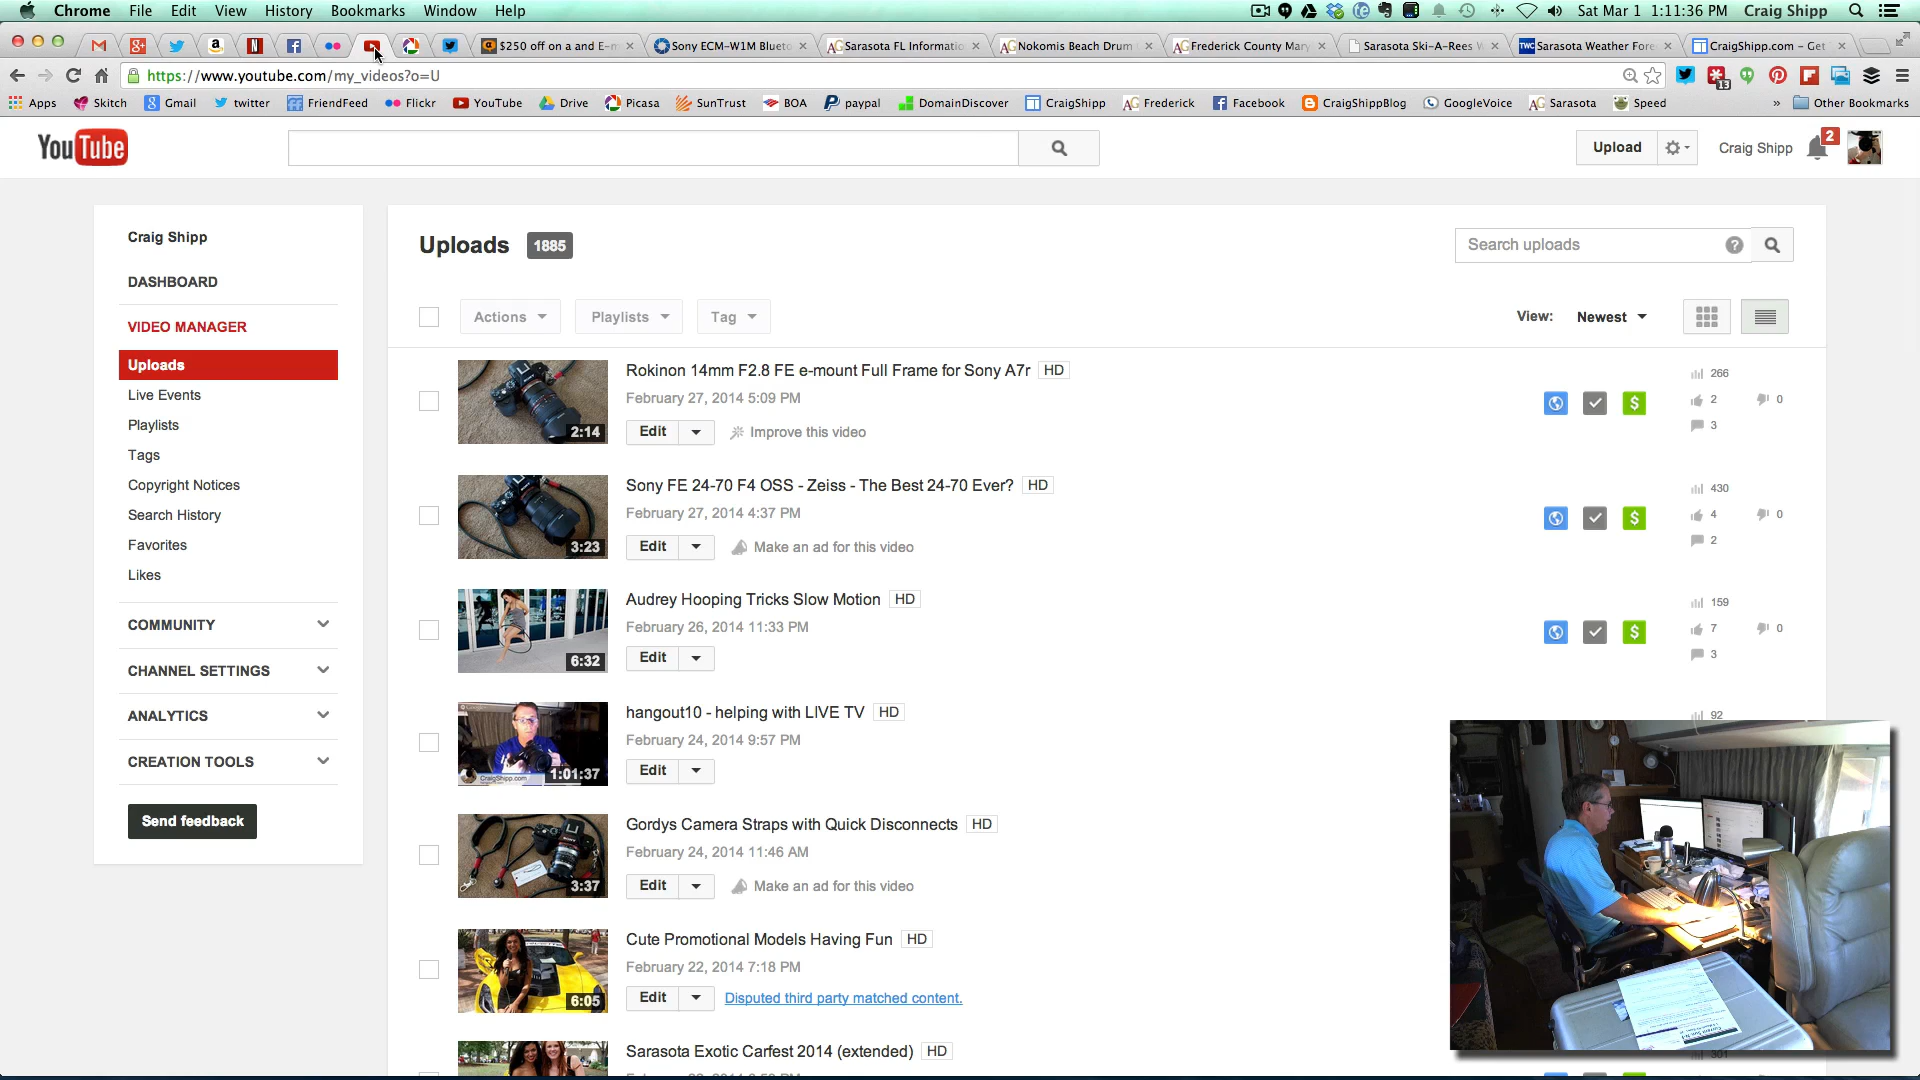 Chrome File Edit View History Bookmarks Window Help Sat Mar 1 1:11:36 PM Craig Shipp
$250 off on a and E-m Sony ECM-W1M Blueto Sarasota FL Informatio Nokomis Beach Drum Frederick County Mar Sarasota Ski-A-Rees W TWC Sarasota Weather Fore CraigShipp.com – Get
https://www.youtube.com/my_videos?o=U 13
Apps Skitch Gmail twitter FriendFeed Flickr YouTube Drive Picasa SunTrust BOA paypal DomainDiscover CraigShipp AG Frederick Facebook CraigShippBlog GoogleVoice AG Sarasota Speed » Other Bookmarks
YouTube Upload Craig Shipp 2
Craig Shipp
DASHBOARD
VIDEO MANAGER
Uploads
Live Events
Playlists
Tags
Copyright Notices
Search History
Favorites
Likes
COMMUNITY
CHANNEL SETTINGS
ANALYTICS
CREATION TOOLS
Send feedback
Uploads 1885 Search uploads ?
Actions Playlists Tag View: Newest
Rokinon 14mm F2.8 FE e-mount Full Frame for Sony A7r HD 266
February 27, 2014 5:09 PM 2 0
2:14 Edit Improve this video 3
Sony FE 24-70 F4 OSS - Zeiss - The Best 24-70 Ever? HD 430
February 27, 2014 4:37 PM 4 0
3:23 Edit Make an ad for this video 2
Audrey Hooping Tricks Slow Motion HD 159
February 26, 2014 11:33 PM 7 0
6:32 Edit 3
hangout10 - helping with LIVE TV HD 92
February 24, 2014 9:57 PM
CraigShipp.com 1:01:37 Edit
Gordys Camera Straps with Quick Disconnects HD
February 24, 2014 11:46 AM
3:37 Edit Make an ad for this video
Cute Promotional Models Having Fun HD
February 22, 2014 7:18 PM
6:05 Edit Disputed third party matched content.
Sarasota Exotic Carfest 2014 (extended) HD 301